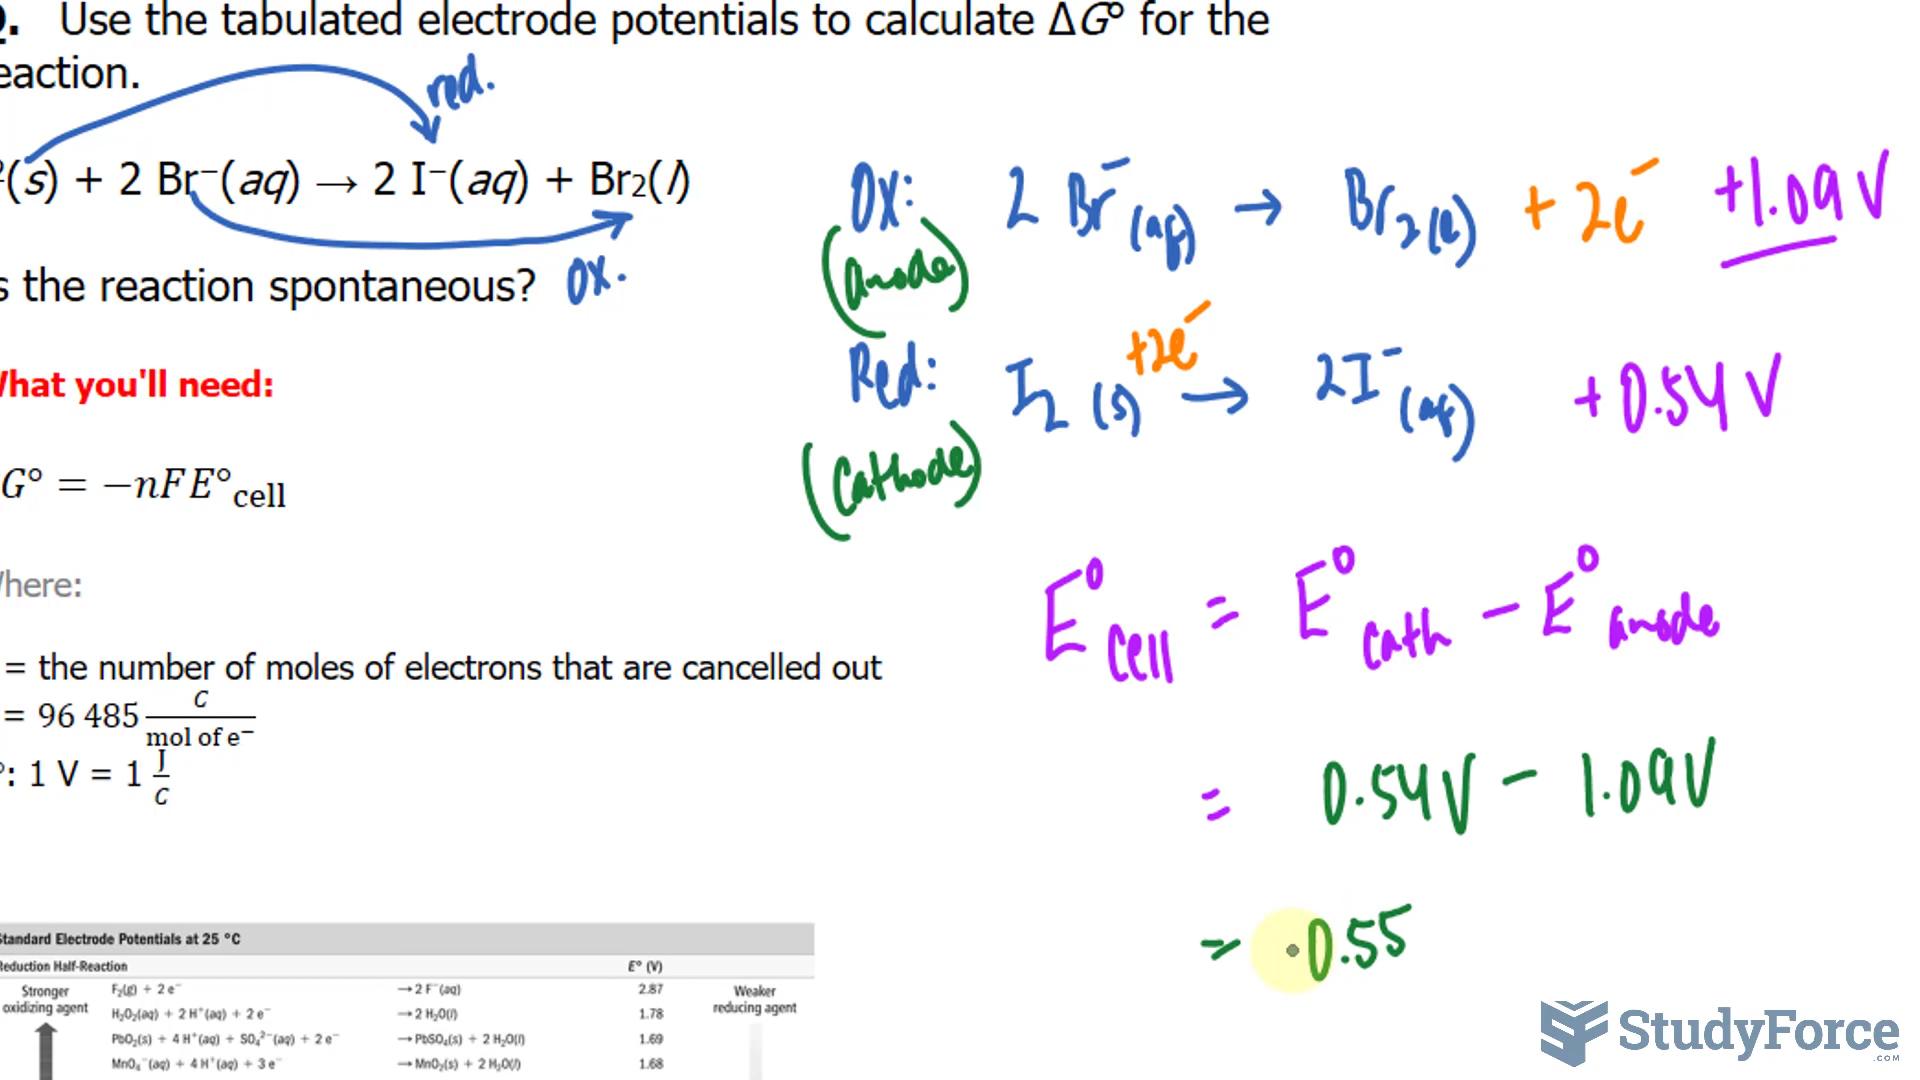 . Use the tabulated electrode potentials to calculate ΔG° for the
eaction.
red.
(s) + 2 Br⁻(aq) → 2 I⁻(aq) + Br₂(l)
s the reaction spontaneous? ox.
What you'll need:
G° = −nFE°cell
Where:
= the number of moles of electrons that are cancelled out
= 96 485 C/mol of e⁻
°: 1 V = 1 J/C
Ox: 2 Br⁻(aq) → Br₂(l) + 2e⁻ +1.09 V
(anode)
Red: I₂(s) +2e⁻ → 2I⁻(aq) +0.54 V
(Cathode)
E°cell = E°cath − E°anode
= 0.54V − 1.09V
= 0.55
Standard Electrode Potentials at 25 °C
Reduction Half-Reaction E° (V)
Stronger oxidizing agent
F₂(g) + 2 e⁻ → 2 F⁻(aq) 2.87
H₂O₂(aq) + 2 H⁺(aq) + 2 e⁻ → 2 H₂O(l) 1.78
PbO₂(s) + 4 H⁺(aq) + SO₄²⁻(aq) + 2 e⁻ → PbSO₄(s) + 2 H₂O(l) 1.69
MnO₄⁻(aq) + 4 H⁺(aq) + 3 e⁻ → MnO₂(s) + 2 H₂O(l) 1.68
Weaker reducing agent
StudyForce
.COM